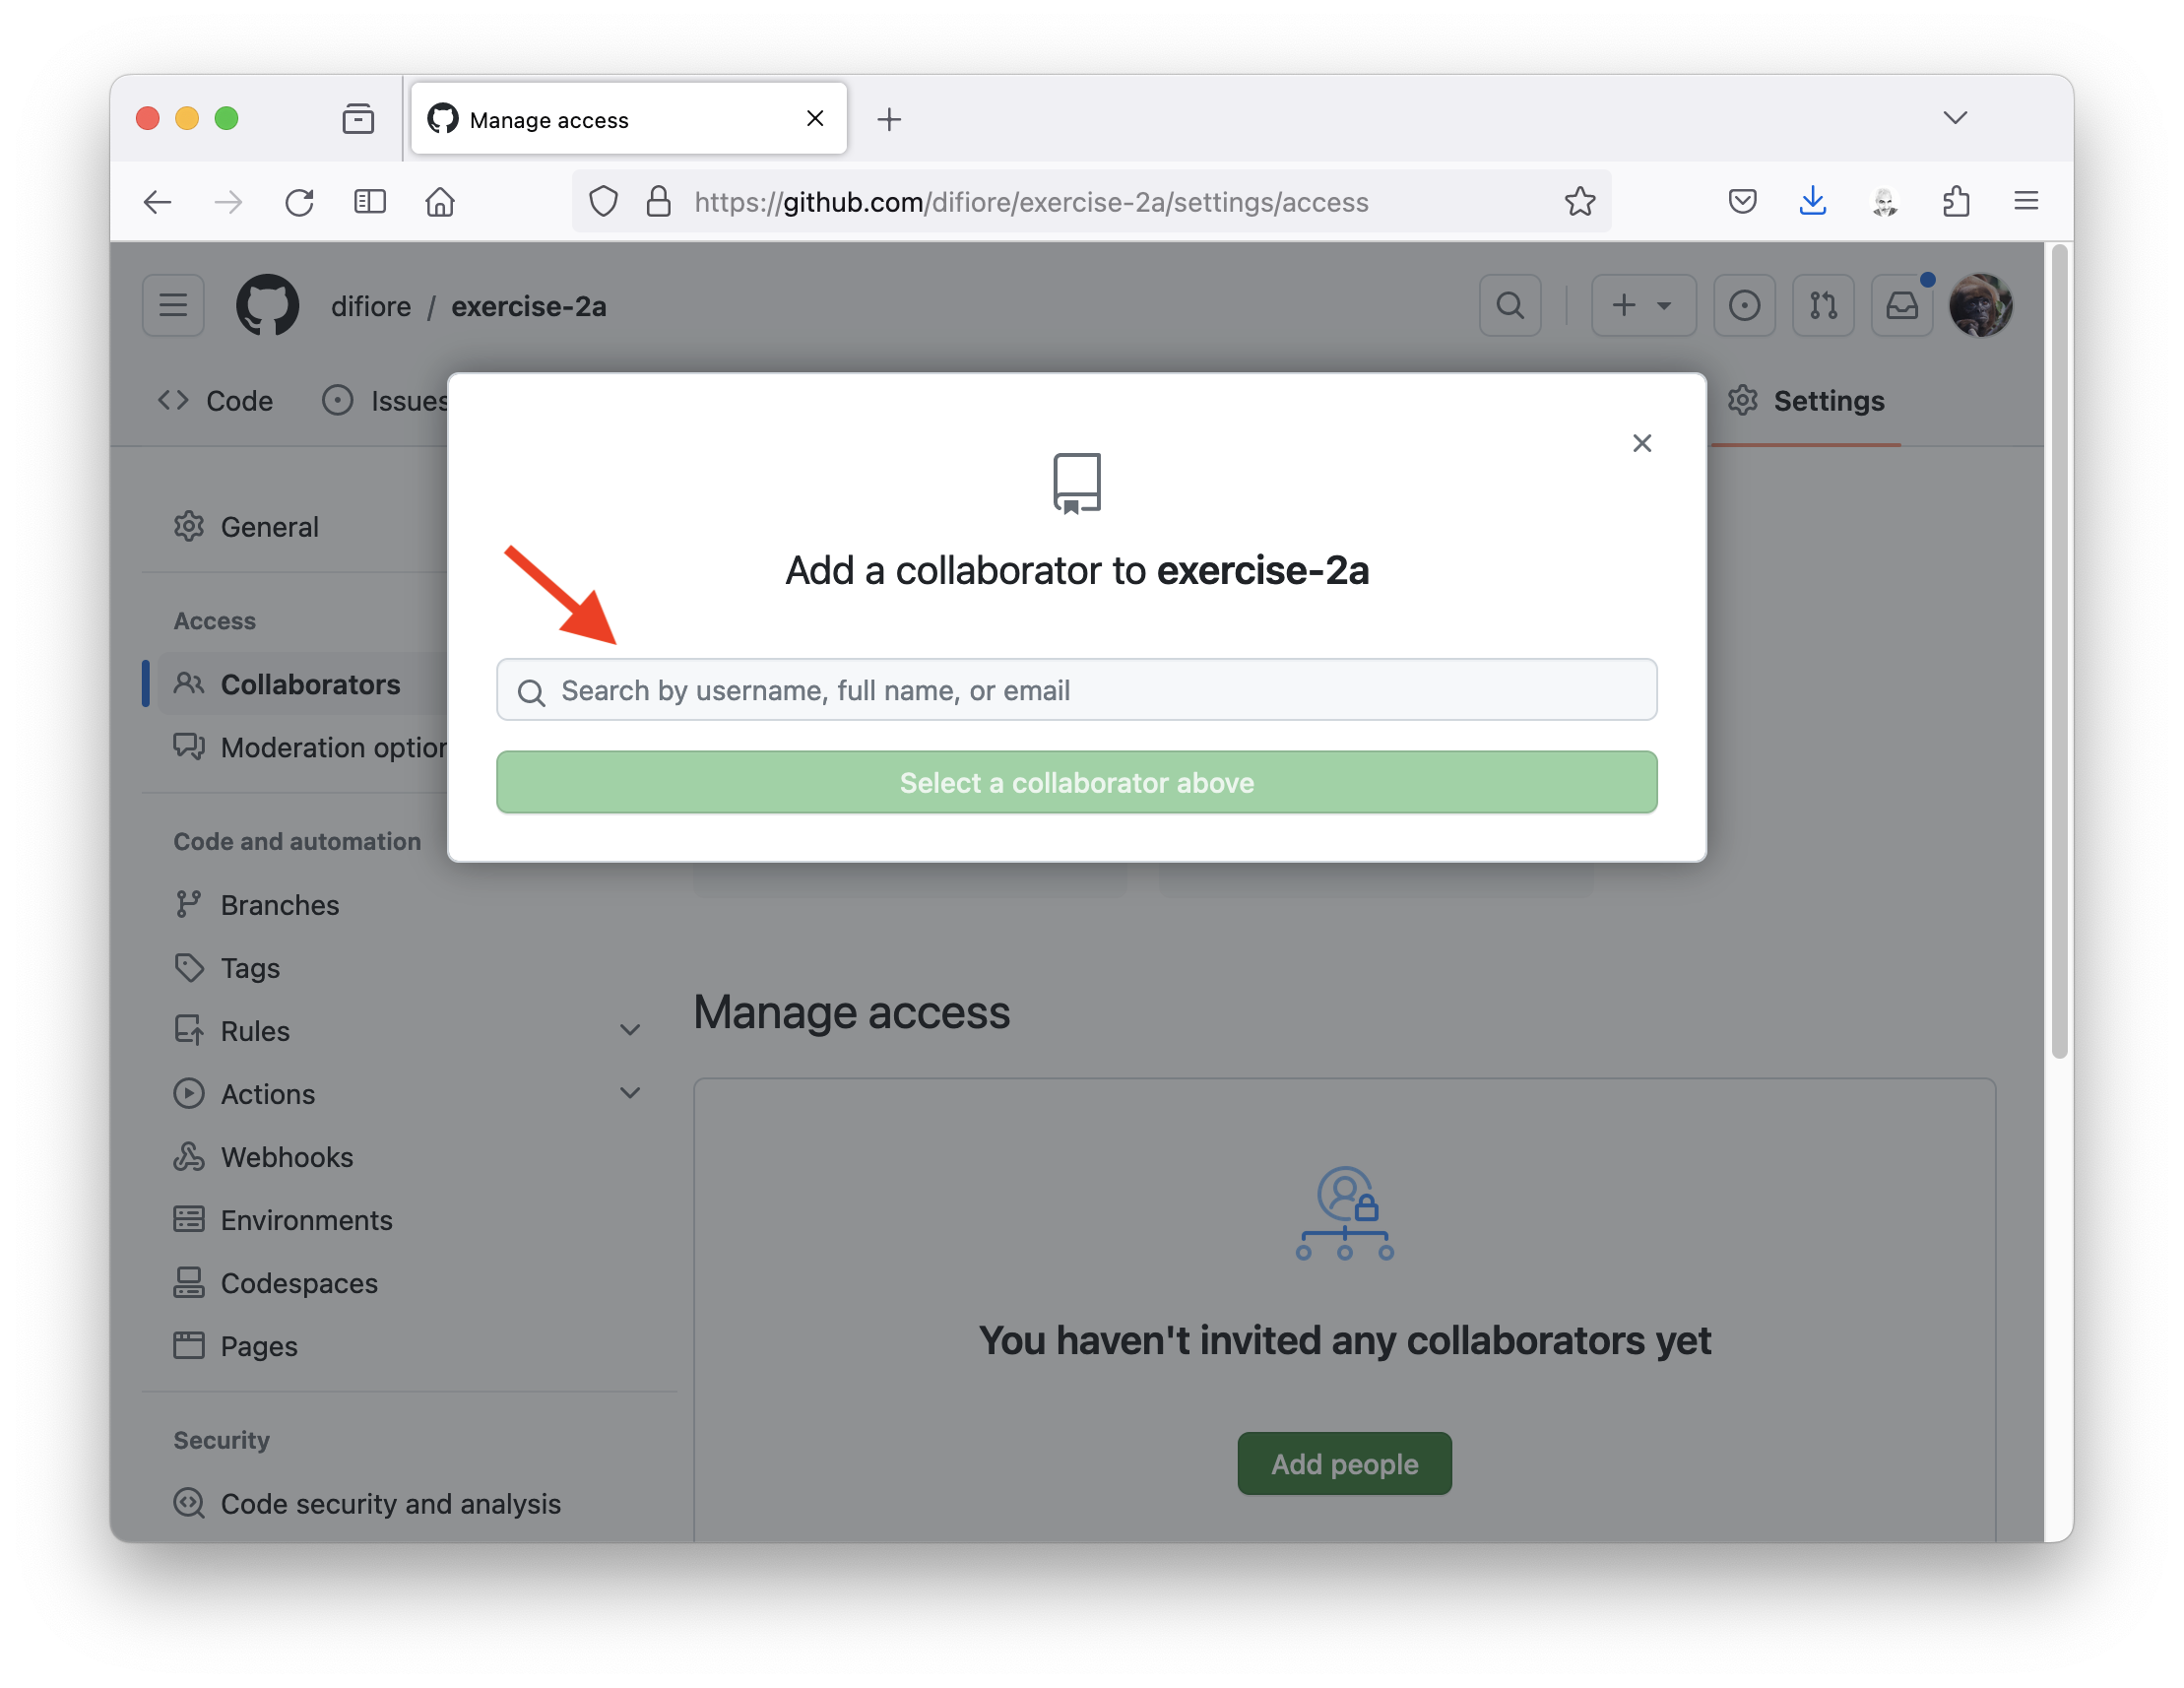 Manage access
https://github.com/difiore/exercise-2a/settings/access
difiore / exercise-2a
Code
Issues
Settings
Add a collaborator to exercise-2a
Search by username, full name, or email
Select a collaborator above
General
Access
Collaborators
Moderation option
Code and automation
Branches
Tags
Rules
Actions
Webhooks
Environments
Codespaces
Pages
Security
Code security and analysis
Manage access
You haven't invited any collaborators yet
Add people